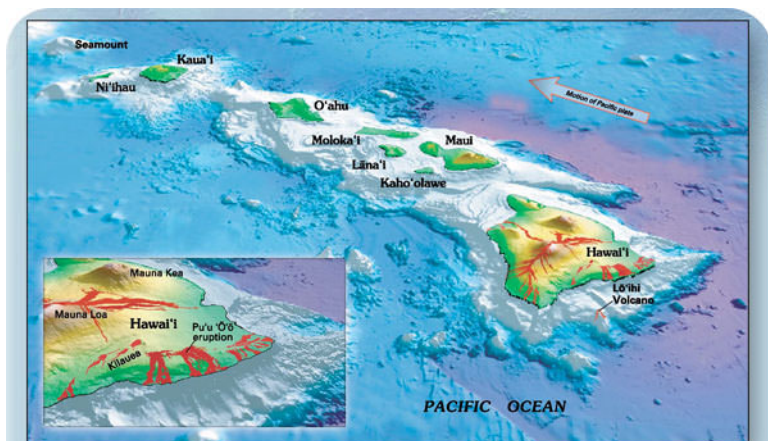 Seamount
Kaua'i
Ni'ihau
Motion of Pacific plate
O'ahu
Moloka'i
Maui
Lāna'i
Kaho'olawe
Hawai'i
Lō'ihi
Volcano
Mauna Kea
Mauna Loa
Hawai'i
Pu'u 'Ō'ō
eruption
Kīlauea
PACIFIC OCEAN